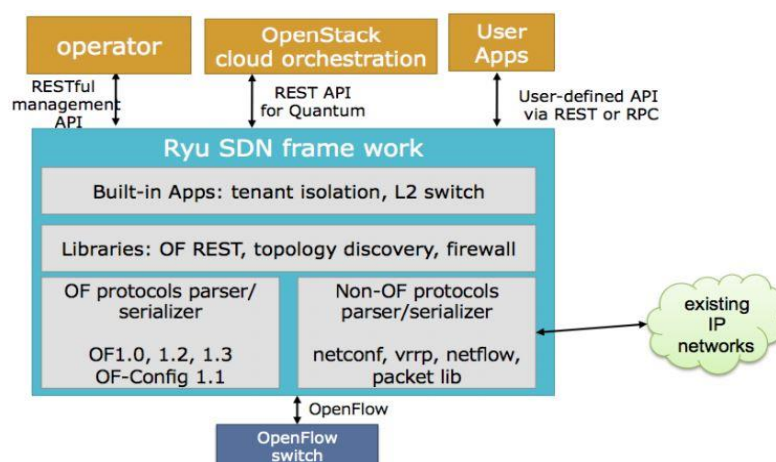 operator
OpenStack
cloud orchestration
User
Apps
RESTful
management
API
REST API
for Quantum
User-defined API
via REST or RPC
Ryu SDN frame work
Built-in Apps: tenant isolation, L2 switch
Libraries: OF REST, topology discovery, firewall
OF protocols parser/
serializer
OF1.0, 1.2, 1.3
OF-Config 1.1
Non-OF protocols
parser/serializer
netconf, vrrp, netflow,
packet lib
existing
IP
networks
OpenFlow
OpenFlow
switch